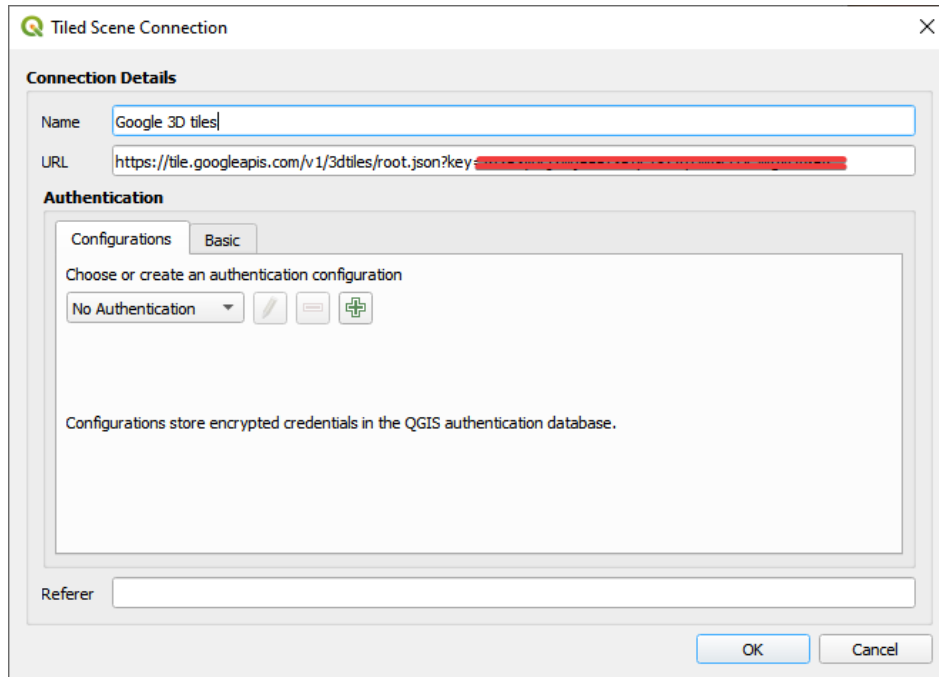 Tiled Scene Connection
Connection Details
Name Google 3D tiles
URL https://tile.googleapis.com/v1/3dtiles/root.json?key=
Authentication
Configurations Basic
Choose or create an authentication configuration
No Authentication
Configurations store encrypted credentials in the QGIS authentication database.
Referer
OK Cancel